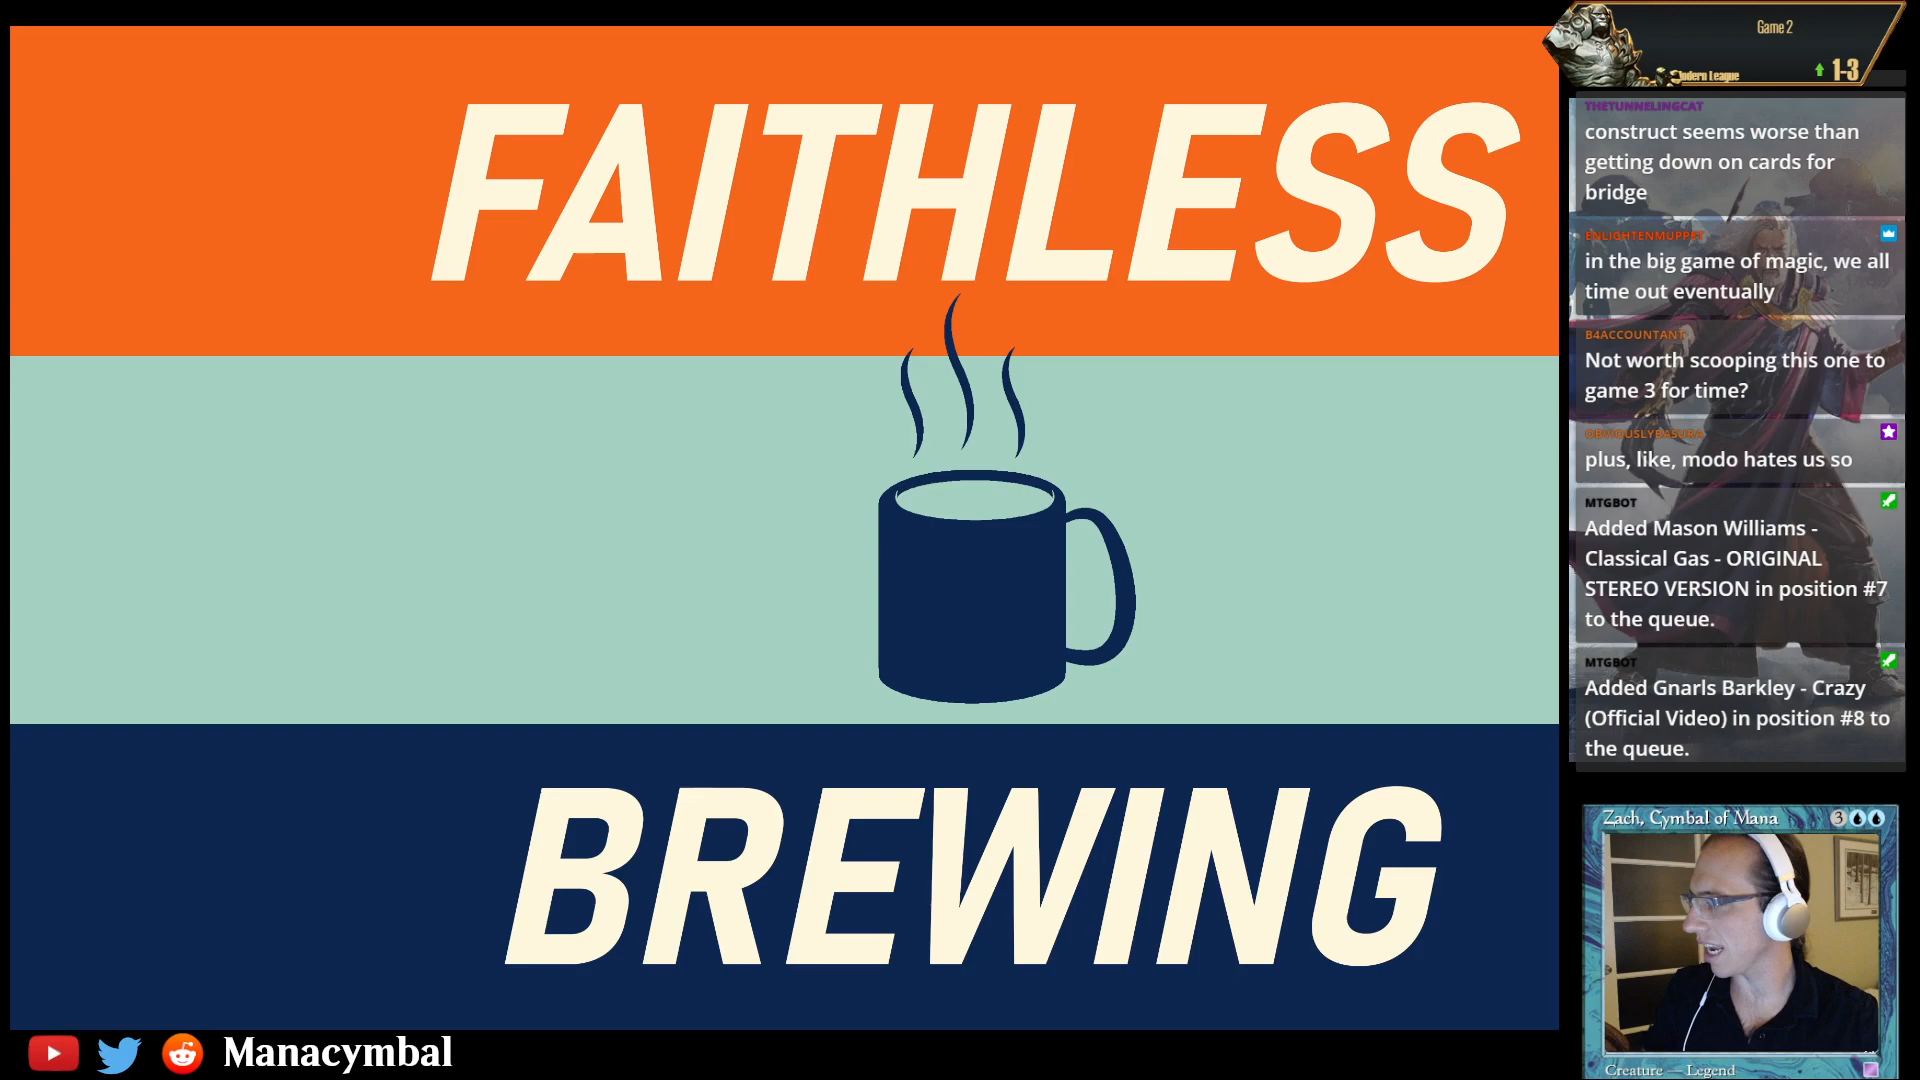 FAITHLESS
BREWING
Manacymbal
Game 2
Modern League
1-3
THETUNNELINGCAT
construct seems worse than
getting down on cards for
bridge
ENLIGHTENMUPPET
in the big game of magic, we all
time out eventually
B4ACCOUNTANT
Not worth scooping this one to
game 3 for time?
OBVIOUSLYBASURA
plus, like, modo hates us so
MTGBOT
Added Mason Williams -
Classical Gas - ORIGINAL
STEREO VERSION in position #7
to the queue.
MTGBOT
Added Gnarls Barkley - Crazy
(Official Video) in position #8 to
the queue.
Zach, Cymbal of Mana 3
Creature — Legend